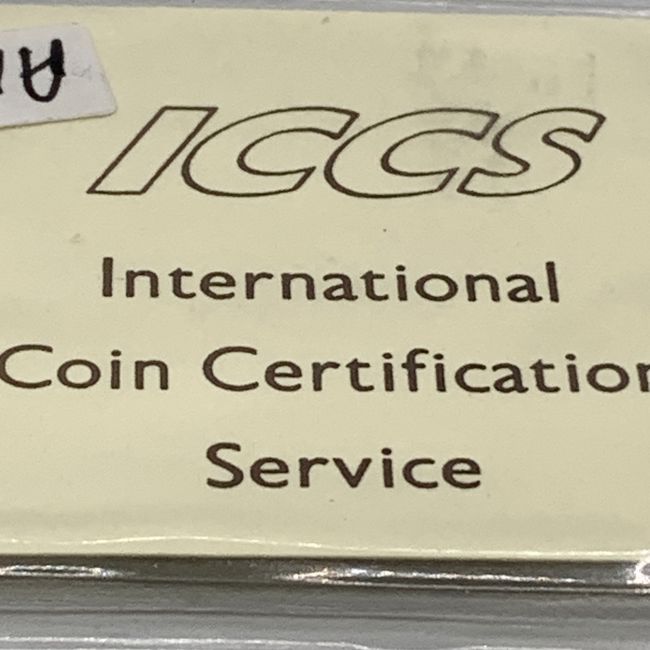 ICCS
International
Coin Certification
Service